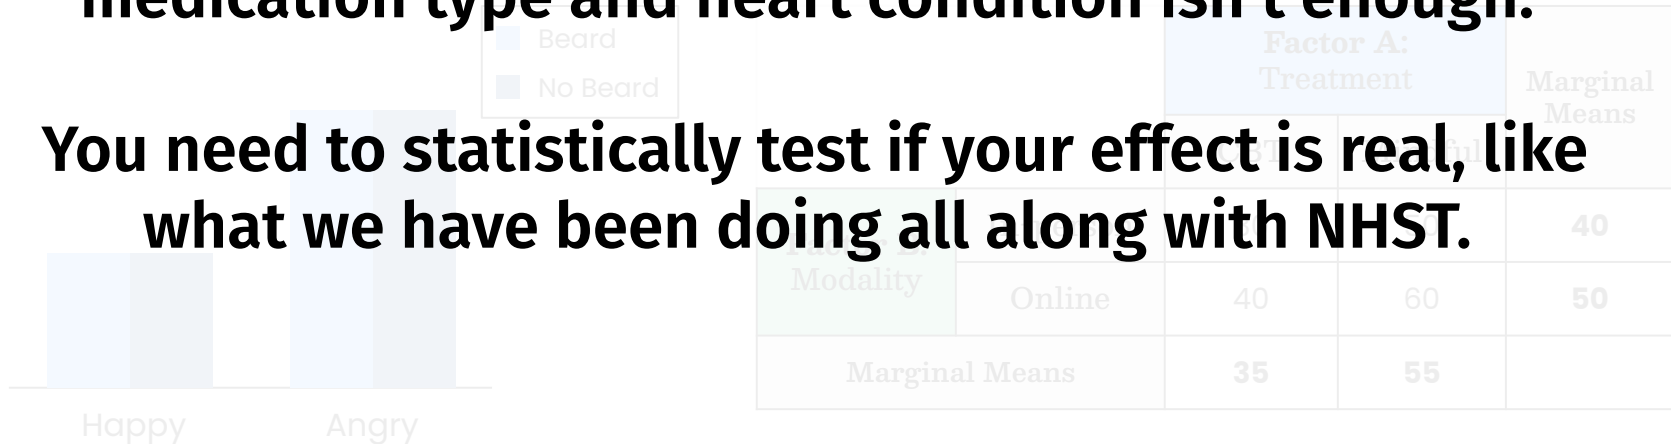 medication type and heart condition isn't enough.
You need to statistically test if your effect is real, like
what we have been doing all along with NHST.
Beard
No Beard
Happy
Angry
Factor A:
Treatment
Marginal
Means
Modality
40
Online
40
60
50
Marginal Means
35
55